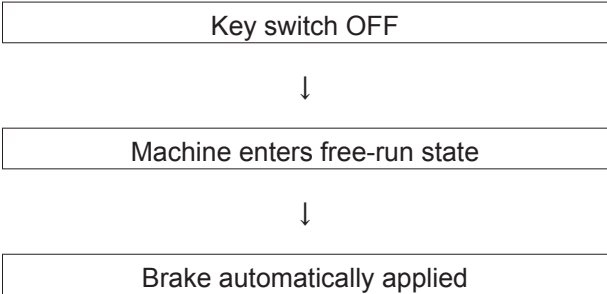 Key switch OFF
↓
Machine enters free-run state
↓
Brake automatically applied